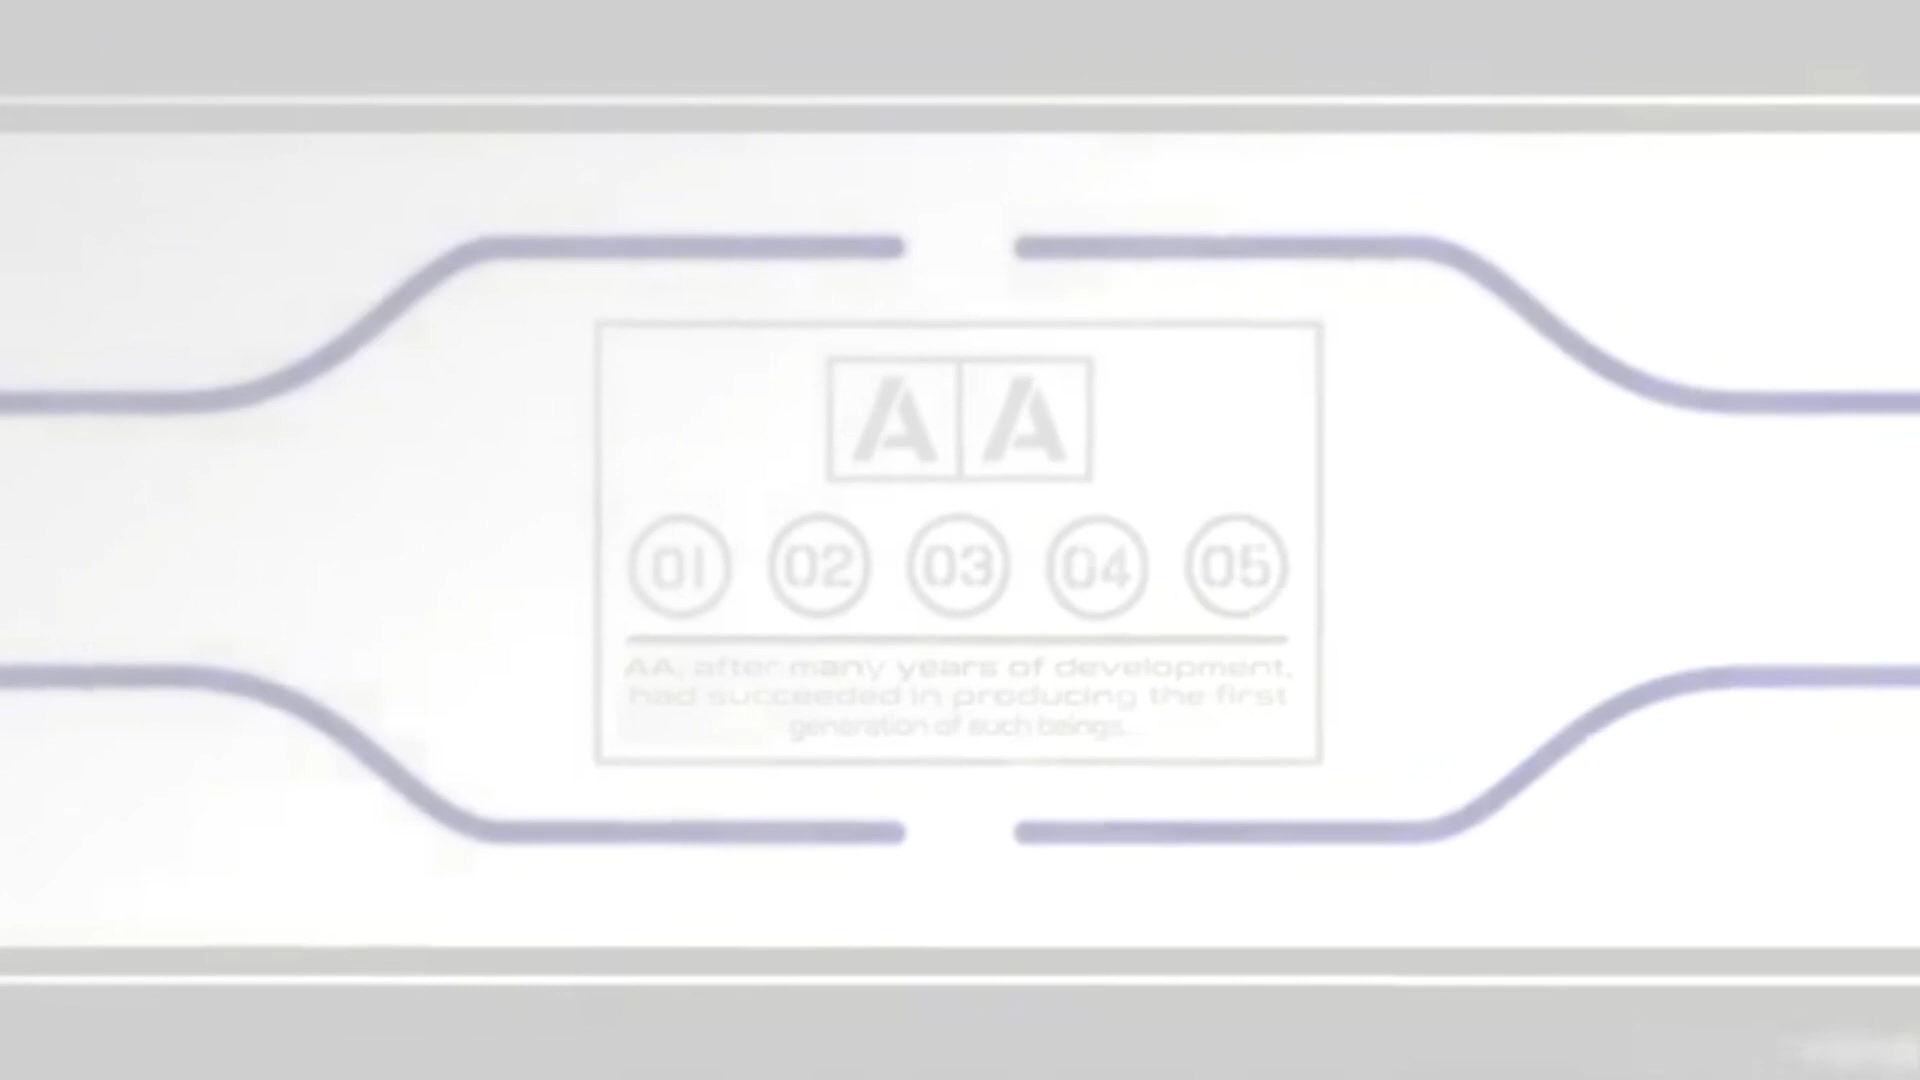 AA
01 02 03 04 05
AA, after many years of development,
had succeeded in producing the first
generation of such beings...